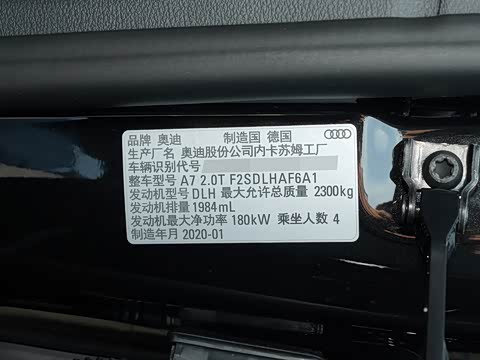 品牌 奥迪 制造国 德国
生产厂名 奥迪股份公司内卡苏姆工厂
车辆识别代号
整车型号 A7 2.0T F2SDLHAF6A1
发动机型号 DLH 最大允许总质量 2300kg
发动机排量 1984mL
发动机最大净功率 180kW 乘坐人数 4
制造年月 2020-01